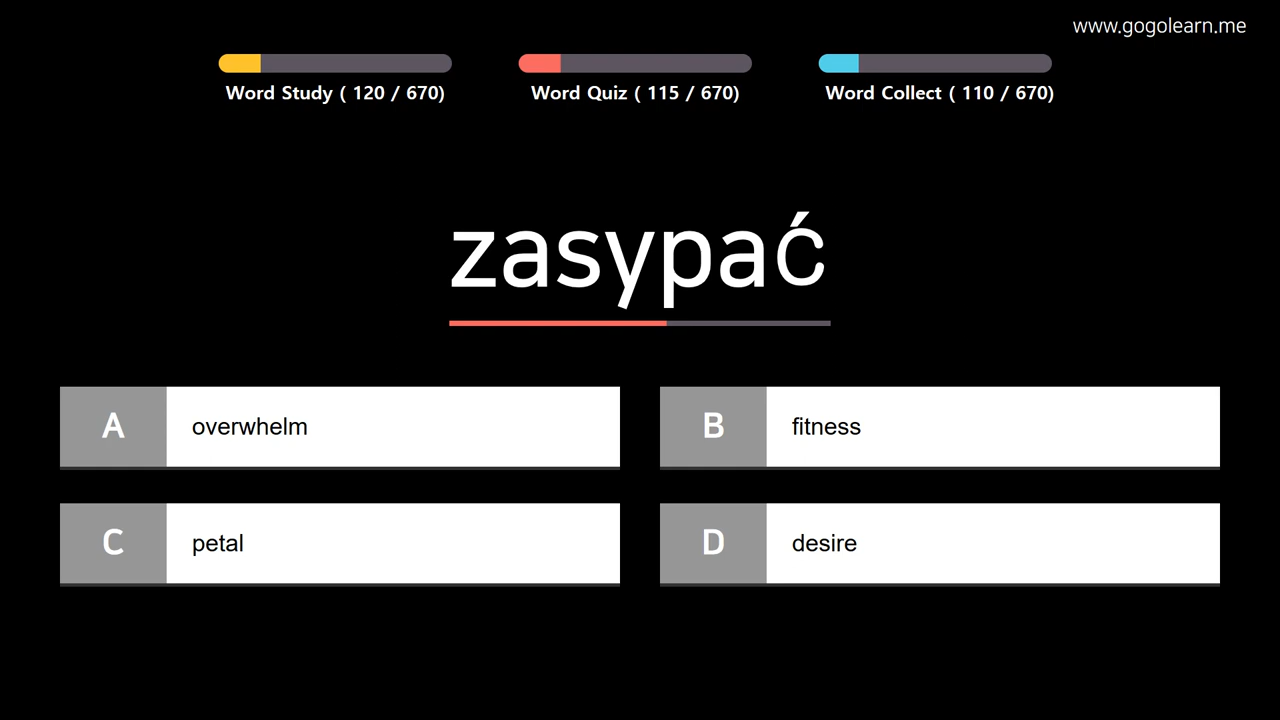 www.gogolearn.me
Word Study ( 120 / 670)
Word Quiz ( 115 / 670)
Word Collect ( 110 / 670)
zasypać
A overwhelm
B fitness
C petal
D desire